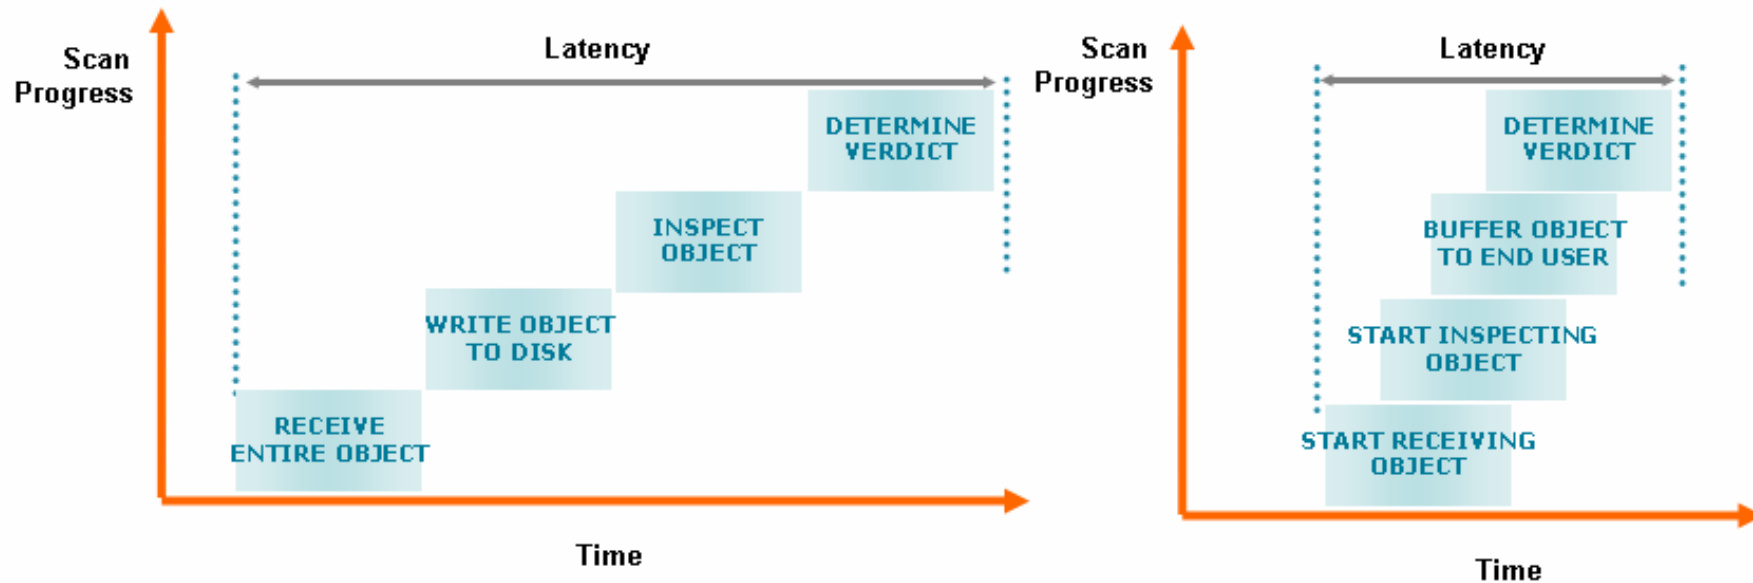 Scan
Progress
Latency
DETERMINE
VERDICT
INSPECT
OBJECT
WRITE OBJECT
TO DISK
RECEIVE
ENTIRE OBJECT
Time
Scan
Progress
Latency
DETERMINE
VERDICT
BUFFER OBJECT
TO END USER
START INSPECTING
OBJECT
START RECEIVING
OBJECT
Time